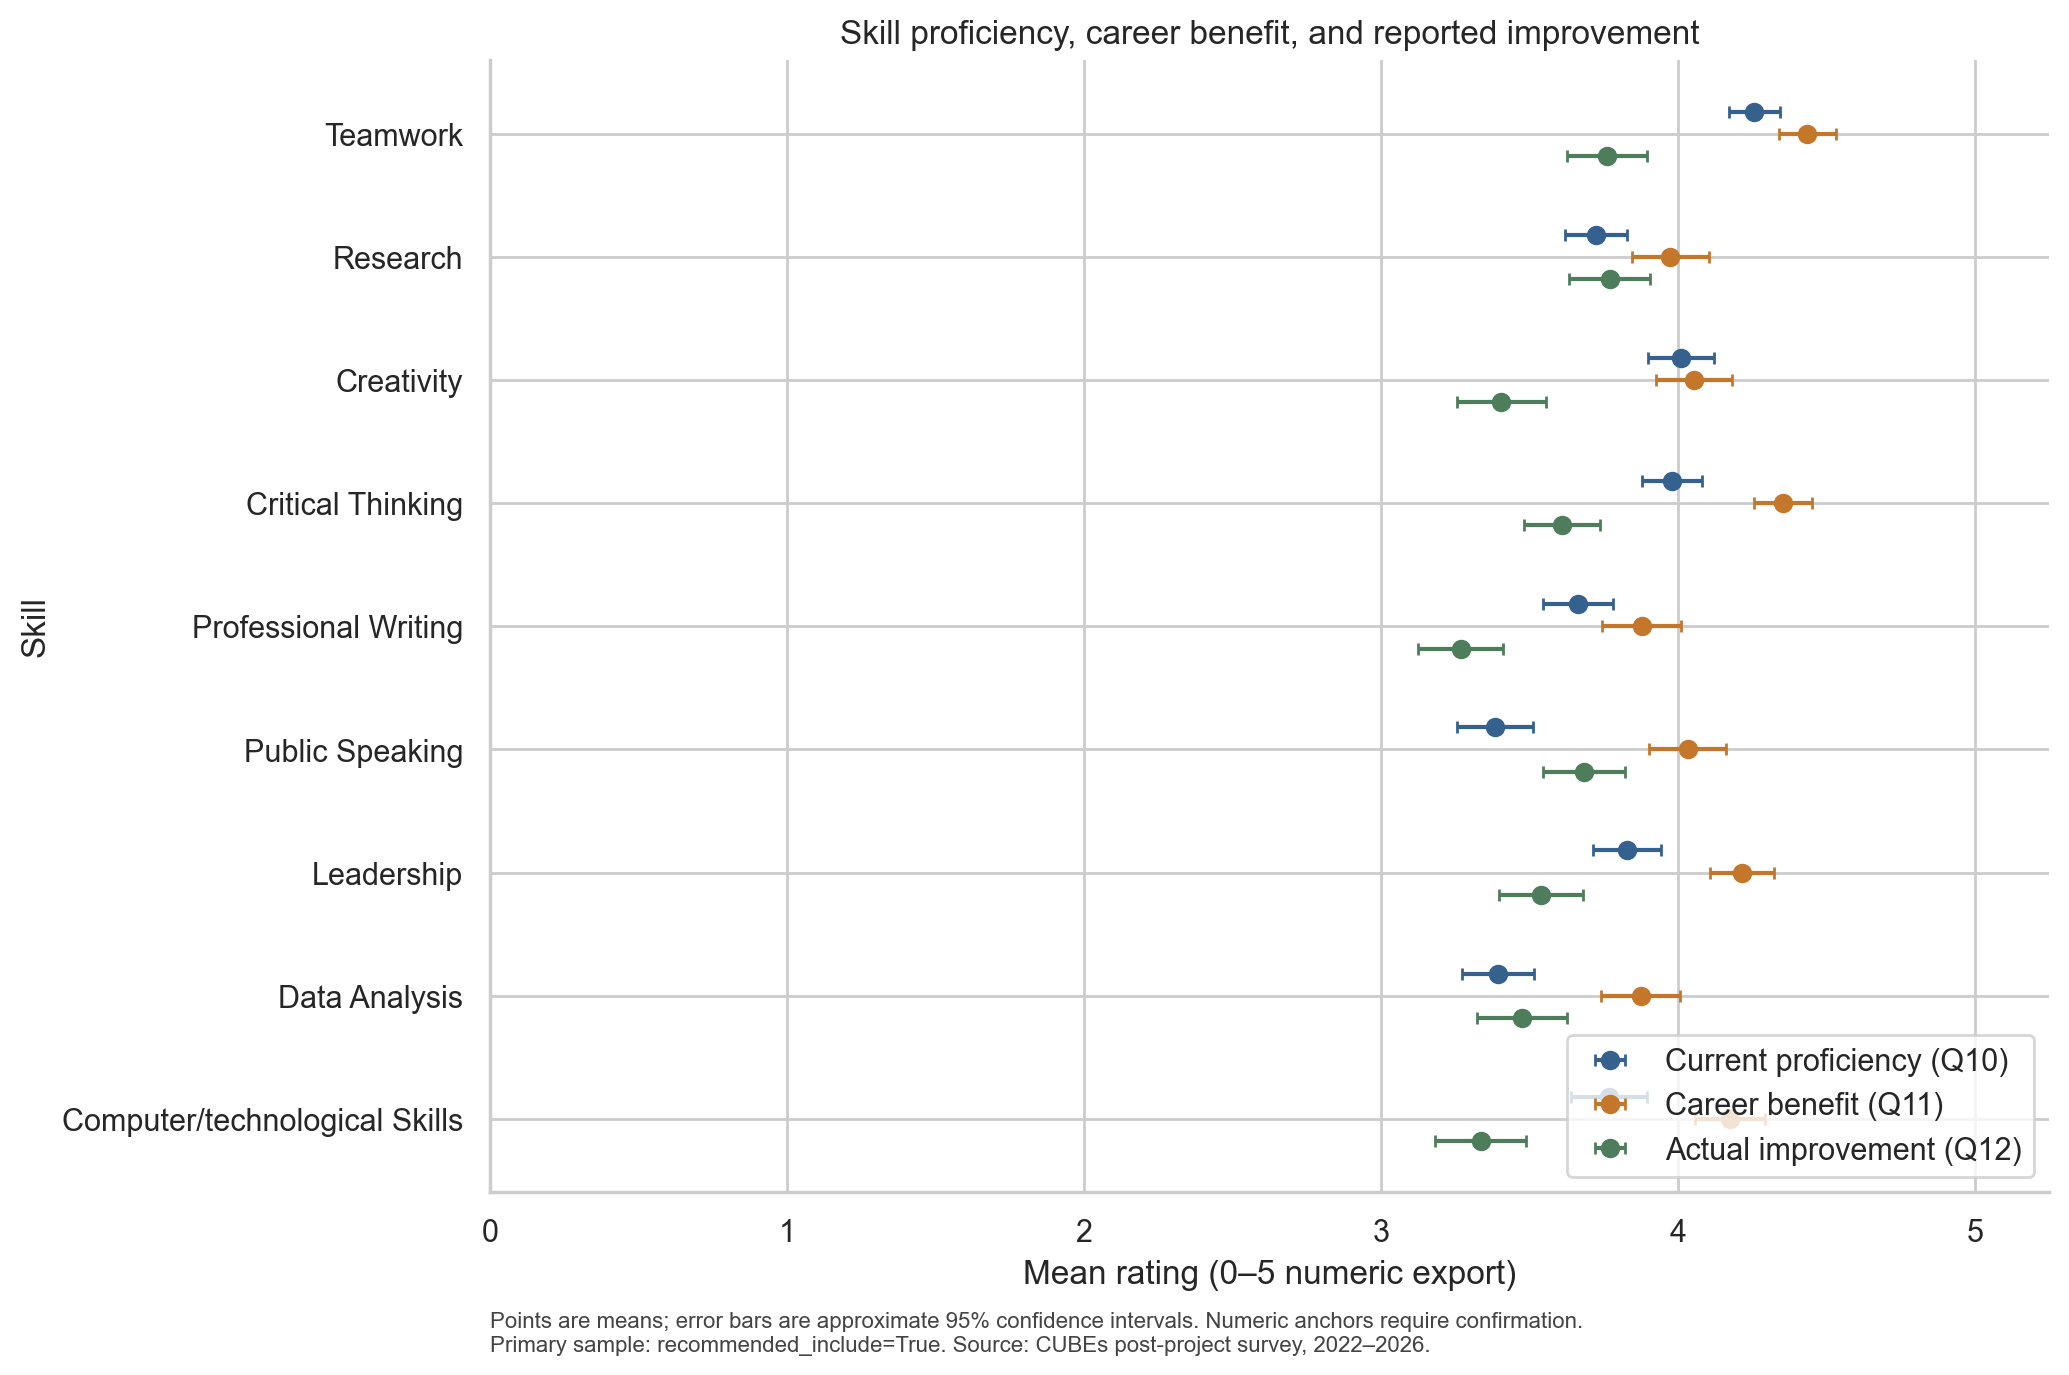 Skill proficiency, career benefit, and reported improvement
Skill
Teamwork
Research
Creativity
Critical Thinking
Professional Writing
Public Speaking
Leadership
Data Analysis
Computer/technological Skills
Current proficiency (Q10)
Career benefit (Q11)
Actual improvement (Q12)
0 1 2 3 4 5
Mean rating (0–5 numeric export)
Points are means; error bars are approximate 95% confidence intervals. Numeric anchors require confirmation.
Primary sample: recommended_include=True. Source: CUBEs post-project survey, 2022–2026.